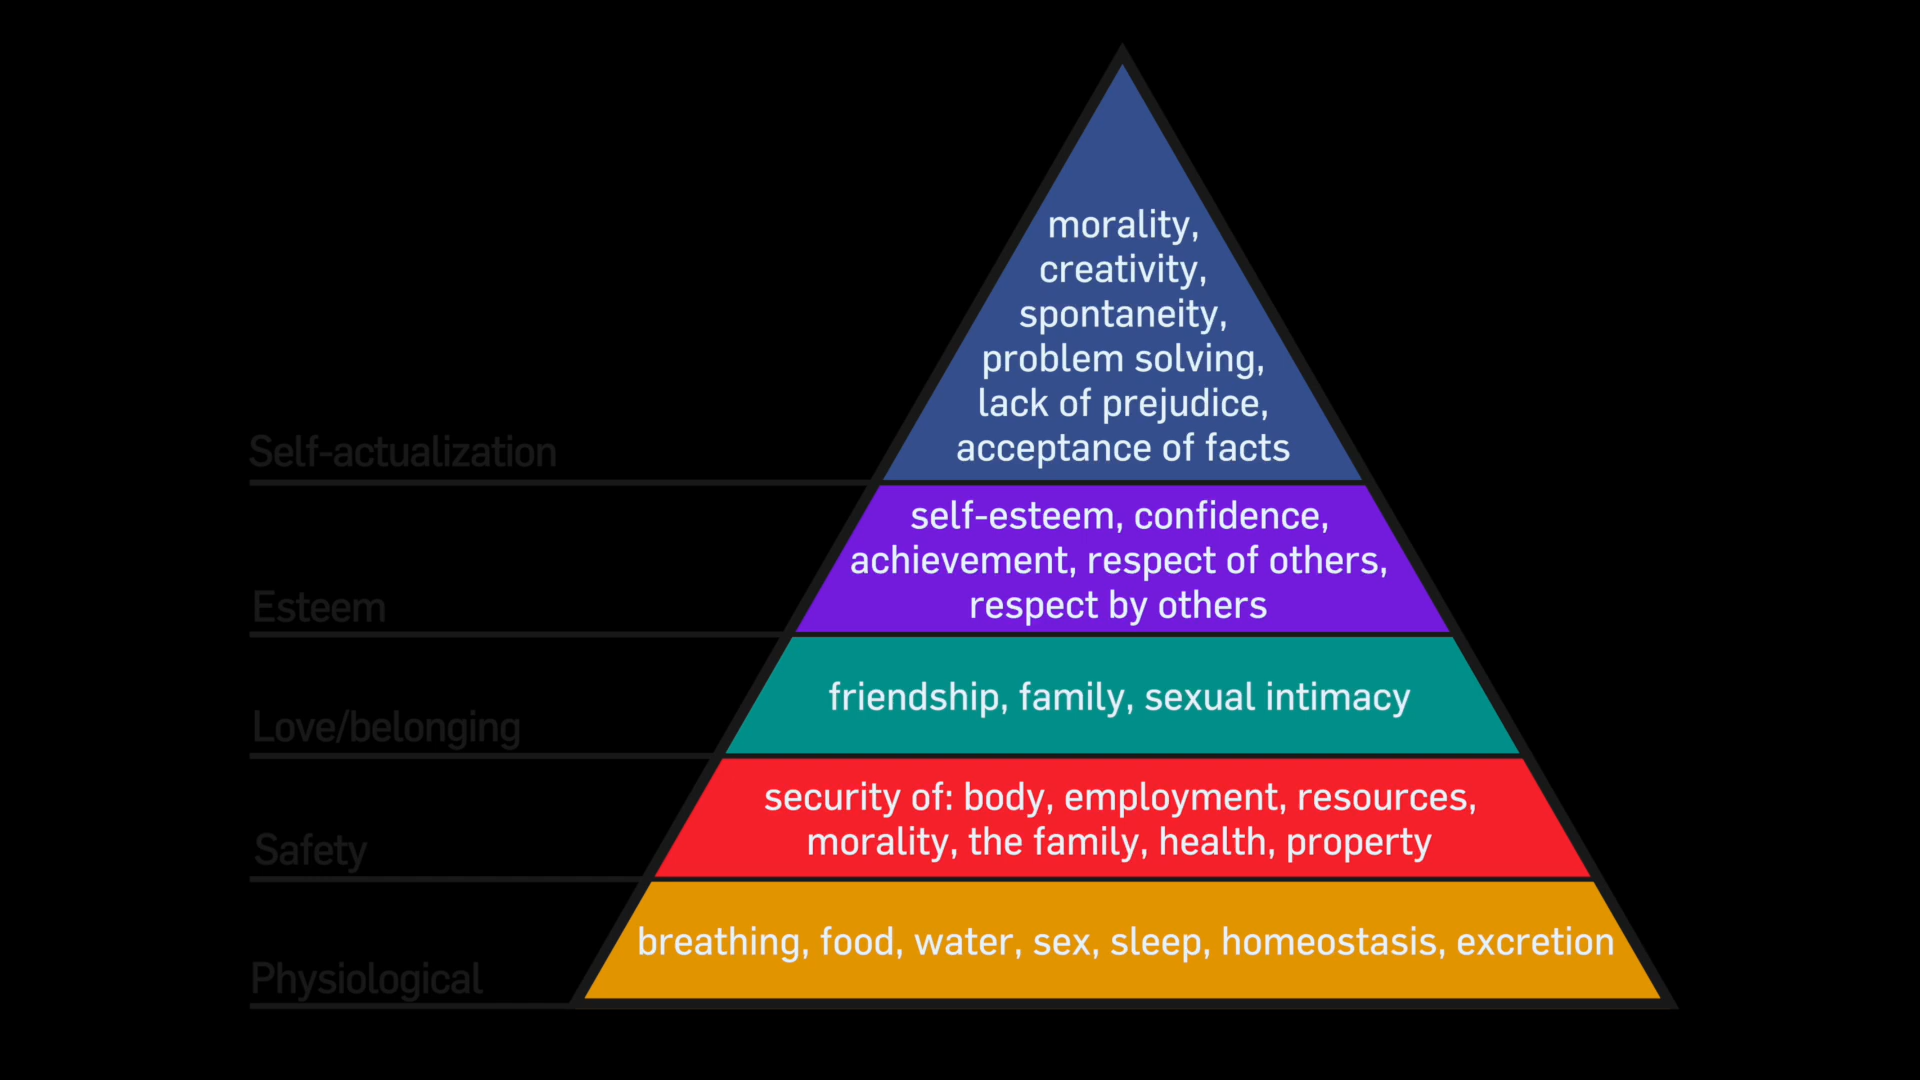 morality,
creativity,
spontaneity,
problem solving,
lack of prejudice,
acceptance of facts
Self-actualization
self-esteem, confidence,
achievement, respect of others,
respect by others
Esteem
friendship, family, sexual intimacy
Love/belonging
security of: body, employment, resources,
morality, the family, health, property
Safety
breathing, food, water, sex, sleep, homeostasis, excretion
Physiological